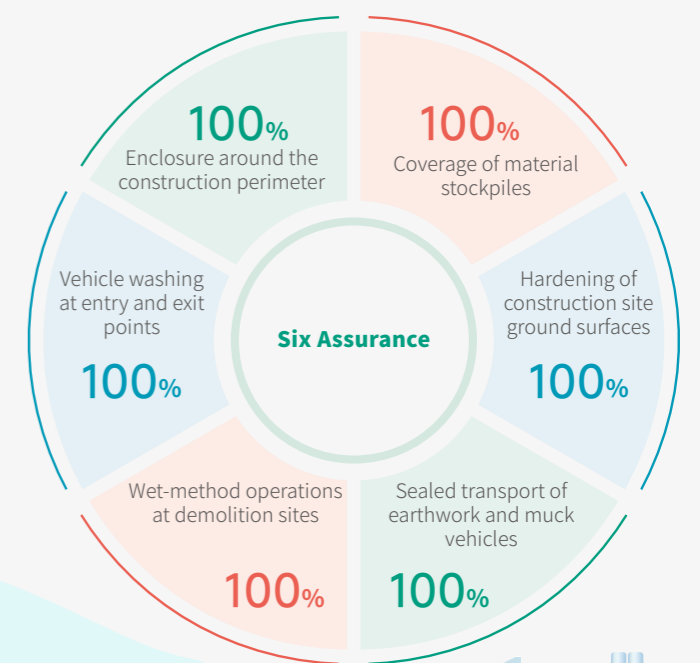 100%
Enclosure around the
construction perimeter
100%
Coverage of material
stockpiles
Vehicle washing
at entry and exit
points
100%
Six Assurance
Hardening of
construction site
ground surfaces
100%
Wet-method operations
at demolition sites
100%
Sealed transport of
earthwork and muck
vehicles
100%